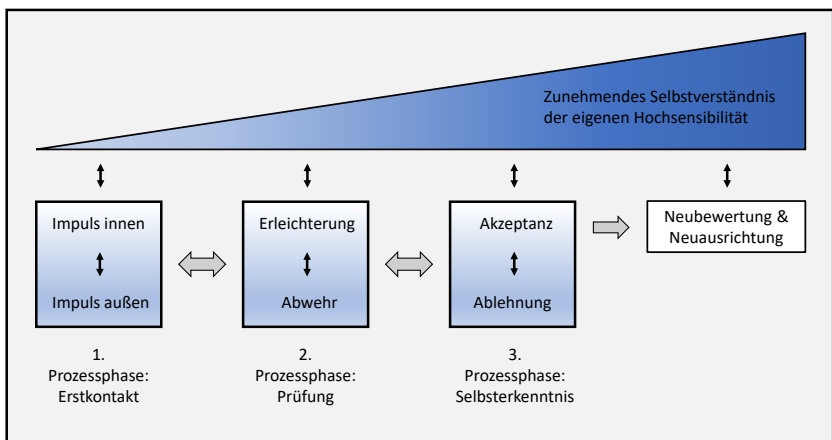 Zunehmendes Selbstverständnis
der eigenen Hochsensibilität
Impuls innen
Impuls außen
Erleichterung
Abwehr
Akzeptanz
Ablehnung
Neubewertung &
Neuausrichtung
1.
Prozessphase:
Erstkontakt
2.
Prozessphase:
Prüfung
3.
Prozessphase:
Selbsterkenntnis